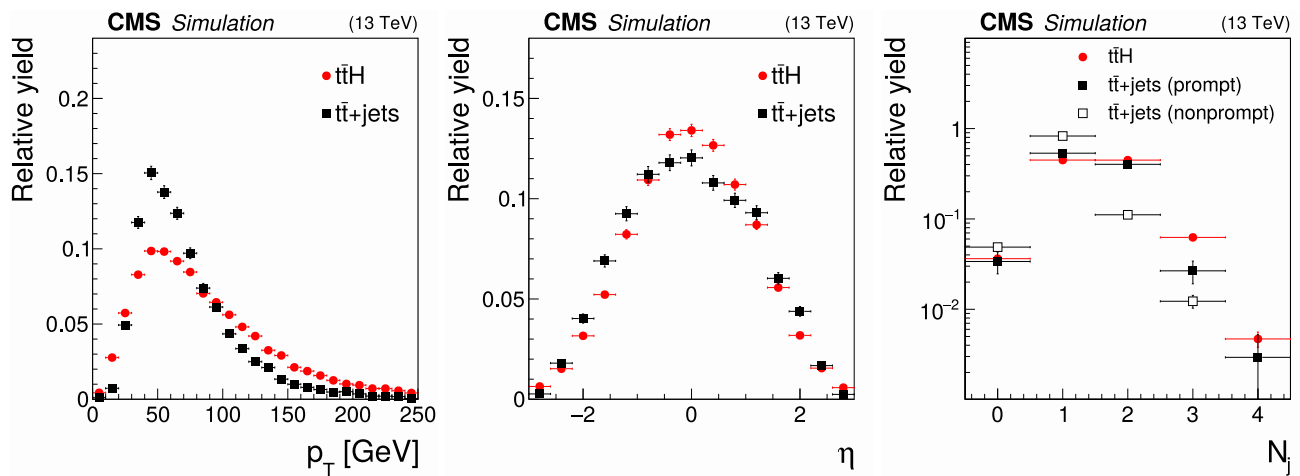 CMS Simulation (13 TeV)
Relative yield
0.2
0.15
0.1
0.05
0
tt̄H
tt̄+jets
0 50 100 150 200 250
p_T [GeV]
CMS Simulation (13 TeV)
Relative yield
0.15
0.1
0.05
0
tt̄H
tt̄+jets
−2 0 2
η
CMS Simulation (13 TeV)
Relative yield
1
10⁻¹
10⁻²
tt̄H
tt̄+jets (prompt)
tt̄+jets (nonprompt)
0 1 2 3 4
N_j